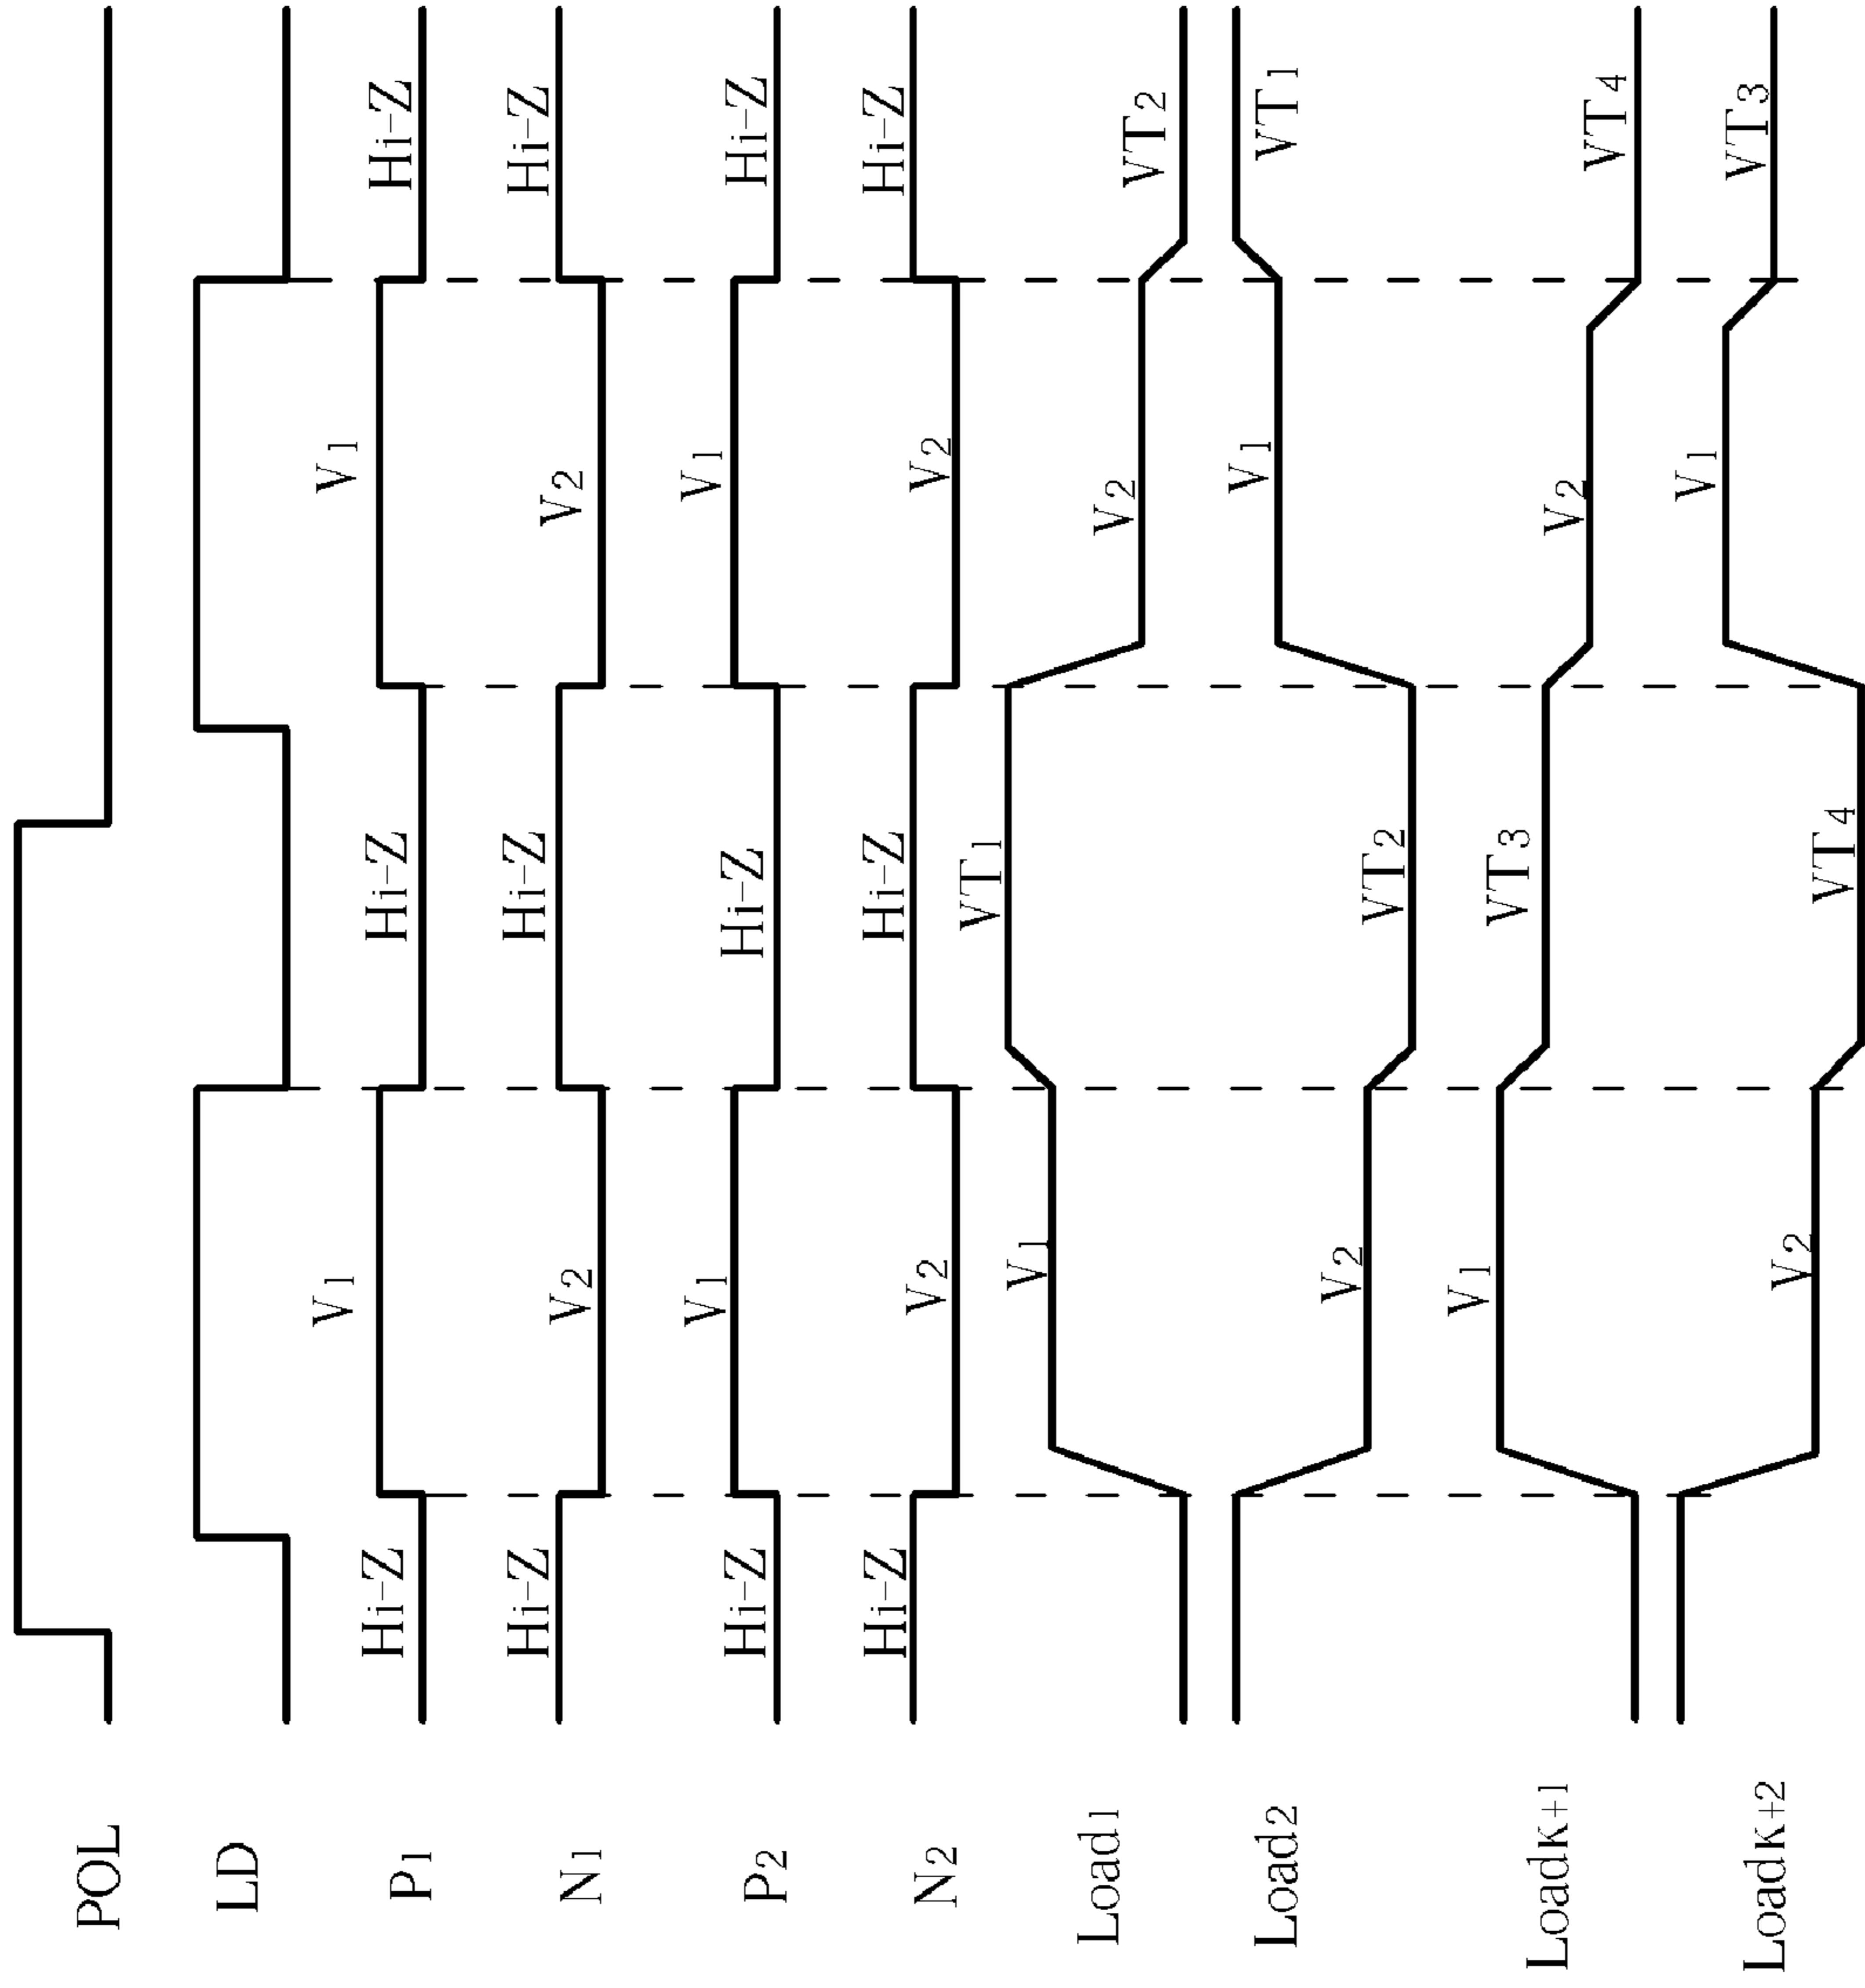 POL
LD
P1 Hi-Z V1 Hi-Z V1 Hi-Z
N1 Hi-Z V2 Hi-Z V2 Hi-Z
P2 Hi-Z V1 Hi-Z V1 Hi-Z
N2 Hi-Z V2 Hi-Z V2 Hi-Z
Load1 V1 VT1 V2 VT2
Load2 V2 VT2 V1 VT1
LoadK+1 V1 VT3 V2 VT4
LoadK+2 V2 VT4 V1 VT3